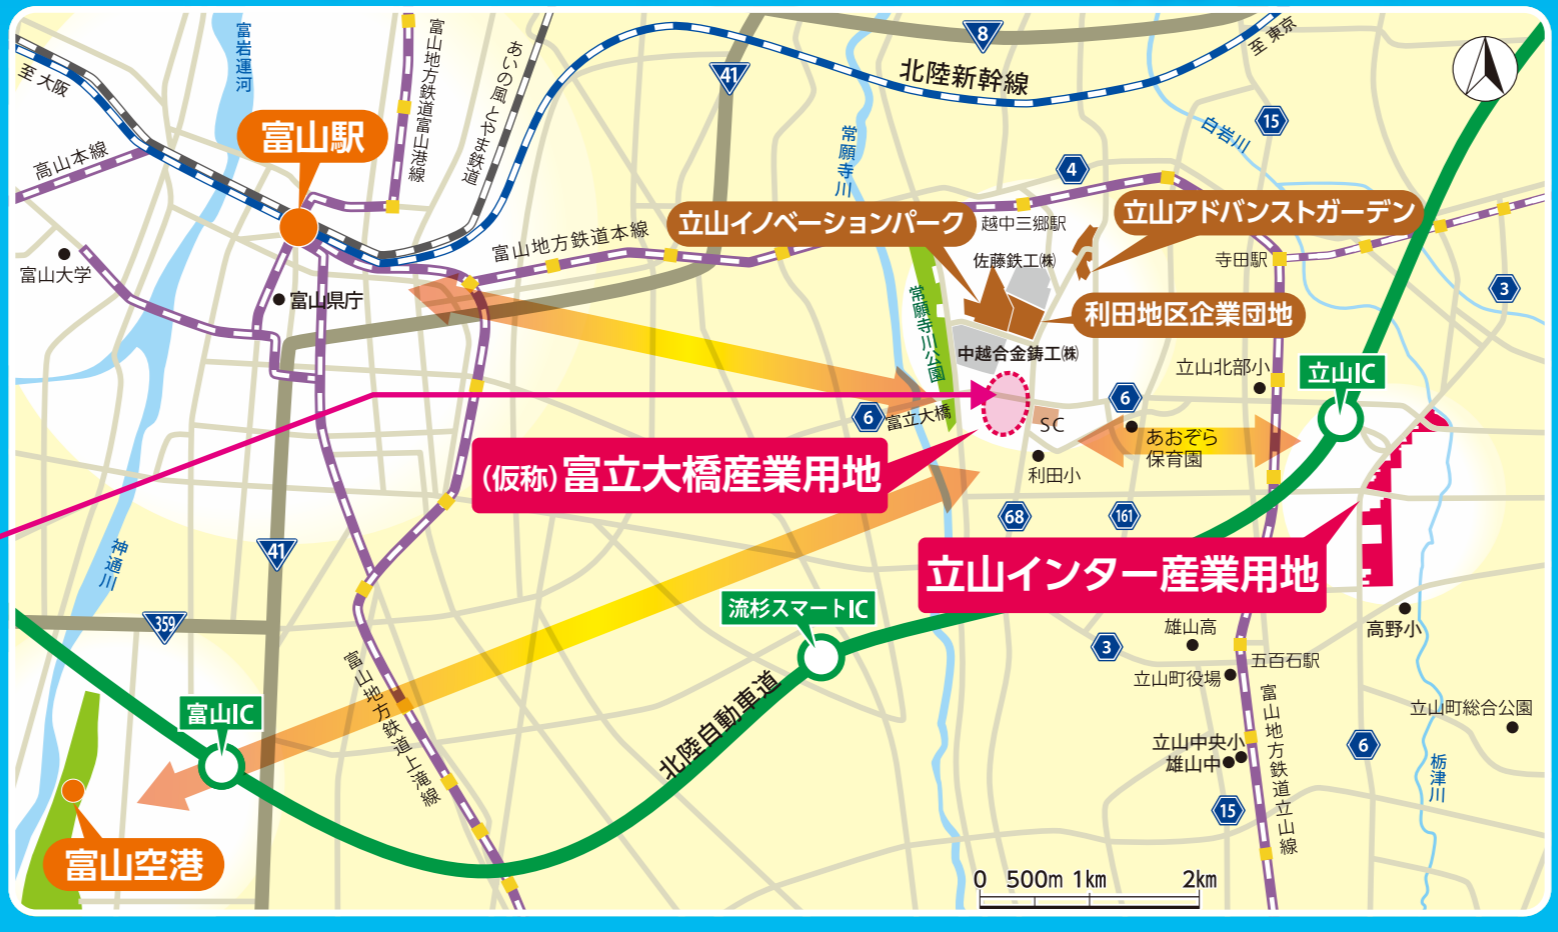 至 大阪
富岩運河
富山地方鉄道富山港線
あいの風とやま鉄道
8
至 東京
41
北陸新幹線
高山本線
富山駅
常願寺川
白岩川
15
4
立山イノベーションパーク
越中三郷駅
立山アドバンストガーデン
富山地方鉄道本線
佐藤鉄工㈱
寺田駅
富山大学
富山県庁
常願寺川公園
3
利田地区企業団地
中越合金鋳工㈱
立山北部小
立山IC
6
富立大橋
SC
6
あおぞら
保育園
(仮称)富立大橋産業用地
利田小
68
161
神通川
41
立山インター産業用地
359
流杉スマートIC
雄山高
高野小
3
五百石駅
立山町役場
富山地方鉄道上滝線
北陸自動車道
富山地方鉄道立山線
富山IC
立山町総合公園
立山中央小
雄山中
6
栃津川
15
富山空港
0 500m 1km 2km